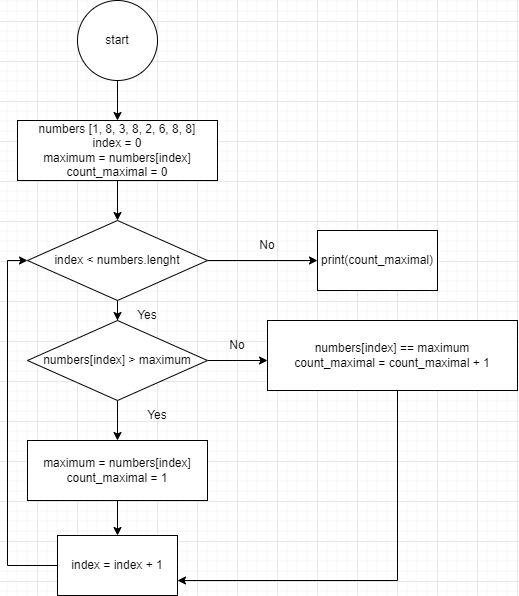 start
numbers [1, 8, 3, 8, 2, 6, 8, 8]
index = 0
maximum = numbers[index]
count_maximal = 0
index < numbers.lenght
No
print(count_maximal)
Yes
numbers[index] > maximum
No
numbers[index] == maximum
count_maximal = count_maximal + 1
Yes
maximum = numbers[index]
count_maximal = 1
index = index + 1